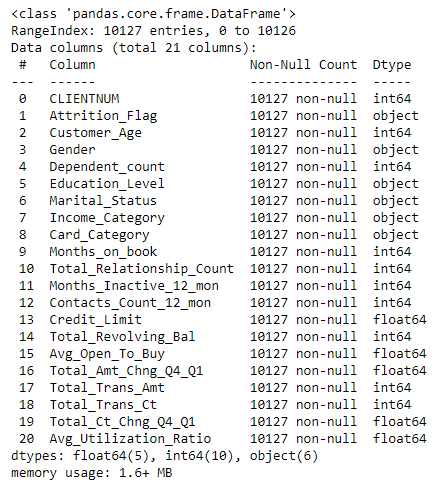 <class 'pandas.core.frame.DataFrame'>
RangeIndex: 10127 entries, 0 to 10126
Data columns (total 21 columns):
 #   Column                    Non-Null Count  Dtype
---  ------                    --------------  -----
 0   CLIENTNUM                 10127 non-null  int64
 1   Attrition_Flag            10127 non-null  object
 2   Customer_Age              10127 non-null  int64
 3   Gender                    10127 non-null  object
 4   Dependent_count           10127 non-null  int64
 5   Education_Level           10127 non-null  object
 6   Marital_Status            10127 non-null  object
 7   Income_Category           10127 non-null  object
 8   Card_Category             10127 non-null  object
 9   Months_on_book            10127 non-null  int64
 10  Total_Relationship_Count  10127 non-null  int64
 11  Months_Inactive_12_mon    10127 non-null  int64
 12  Contacts_Count_12_mon     10127 non-null  int64
 13  Credit_Limit              10127 non-null  float64
 14  Total_Revolving_Bal       10127 non-null  int64
 15  Avg_Open_To_Buy           10127 non-null  float64
 16  Total_Amt_Chng_Q4_Q1      10127 non-null  float64
 17  Total_Trans_Amt           10127 non-null  int64
 18  Total_Trans_Ct            10127 non-null  int64
 19  Total_Ct_Chng_Q4_Q1       10127 non-null  float64
 20  Avg_Utilization_Ratio     10127 non-null  float64
dtypes: float64(5), int64(10), object(6)
memory usage: 1.6+ MB